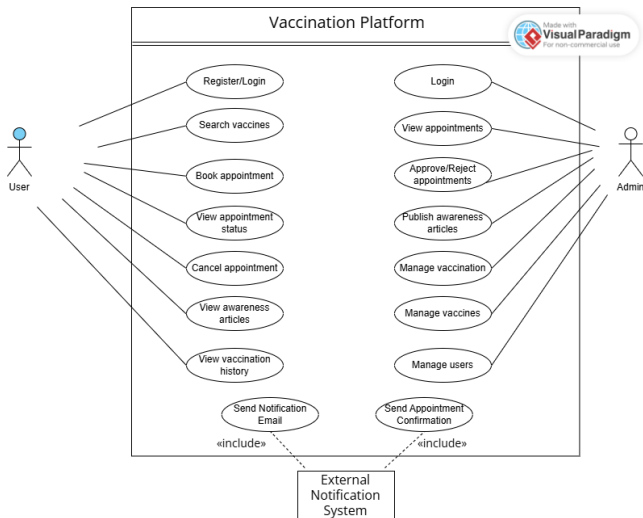 Vaccination Platform
Made with
Visual Paradigm
For non-commercial use
Register/Login
Login
Search vaccines
View appointments
Book appointment
Approve/Reject
appointments
User
Admin
View appointment
status
Publish awareness
articles
Cancel appointment
Manage vaccination
View awareness
articles
Manage vaccines
View vaccination
history
Manage users
Send Notification
Email
Send Appointment
Confirmation
«include»
«include»
External
Notification
System